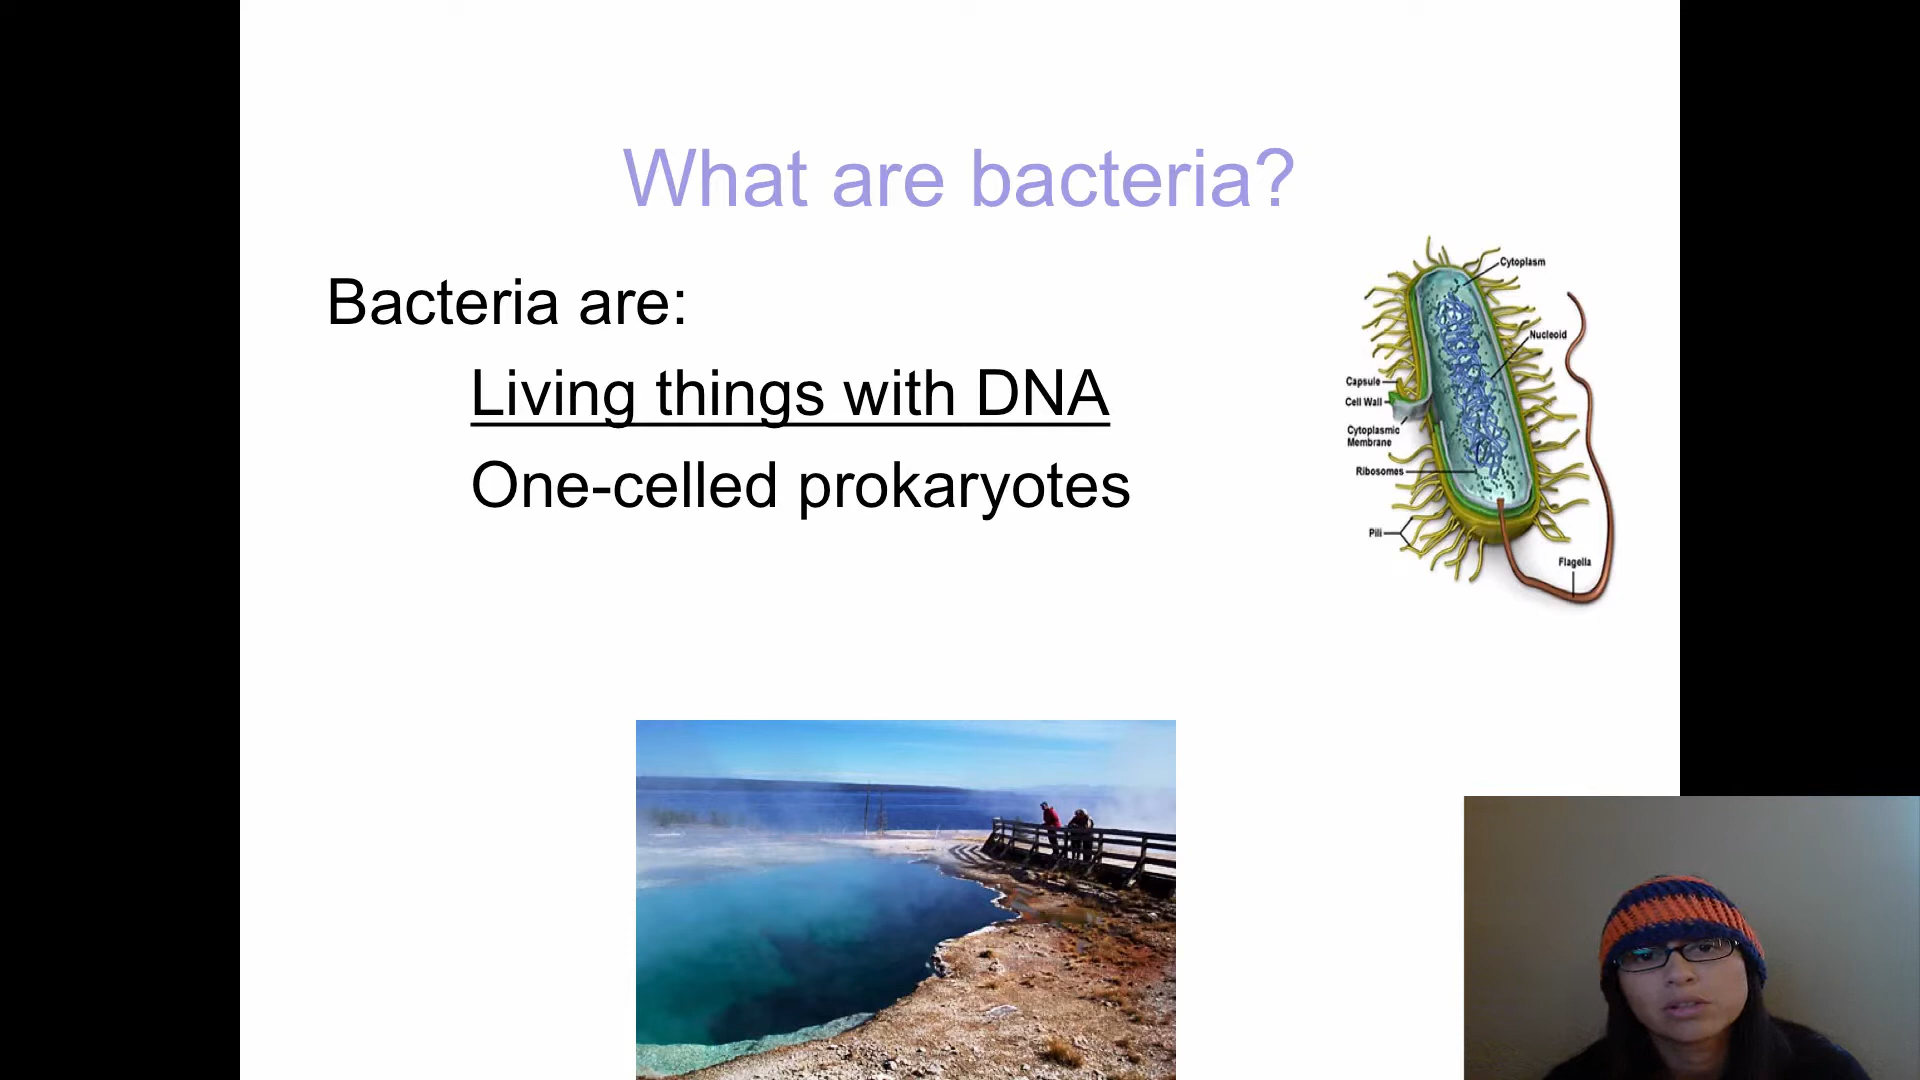 What are bacteria?
Bacteria are:
Living things with DNA
One-celled prokaryotes
Cytoplasm
Nucleoid
Capsule
Cell Wall
Cytoplasmic
Membrane
Ribosomes
Pili
Flagella